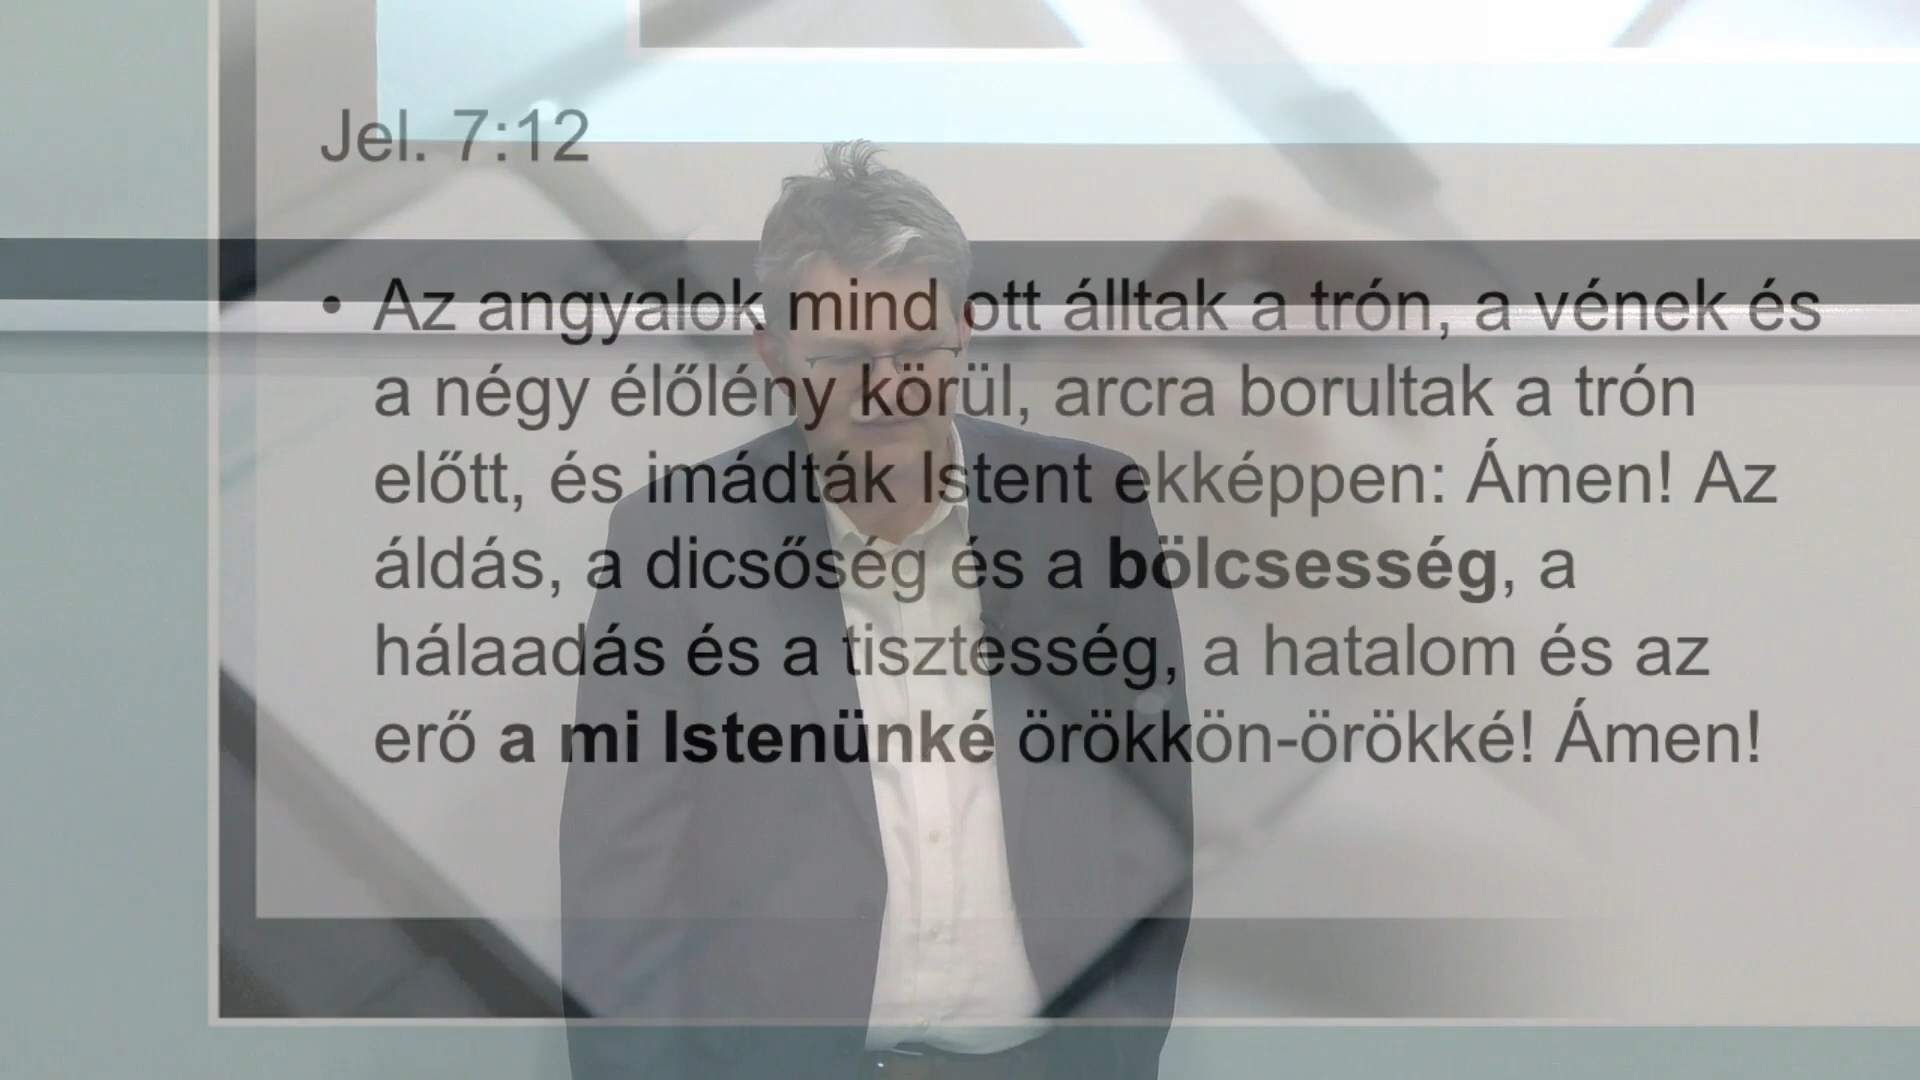 Jel. 7:12
• Az angyalok mind ott álltak a trón, a vének és
a négy élőlény körül, arcra borultak a trón
előtt, és imádták Istent ekképpen: Ámen! Az
áldás, a dicsőség és a bölcsesség, a
hálaadás és a tisztesség, a hatalom és az
erő a mi Istenünké örökkön-örökké! Ámen!